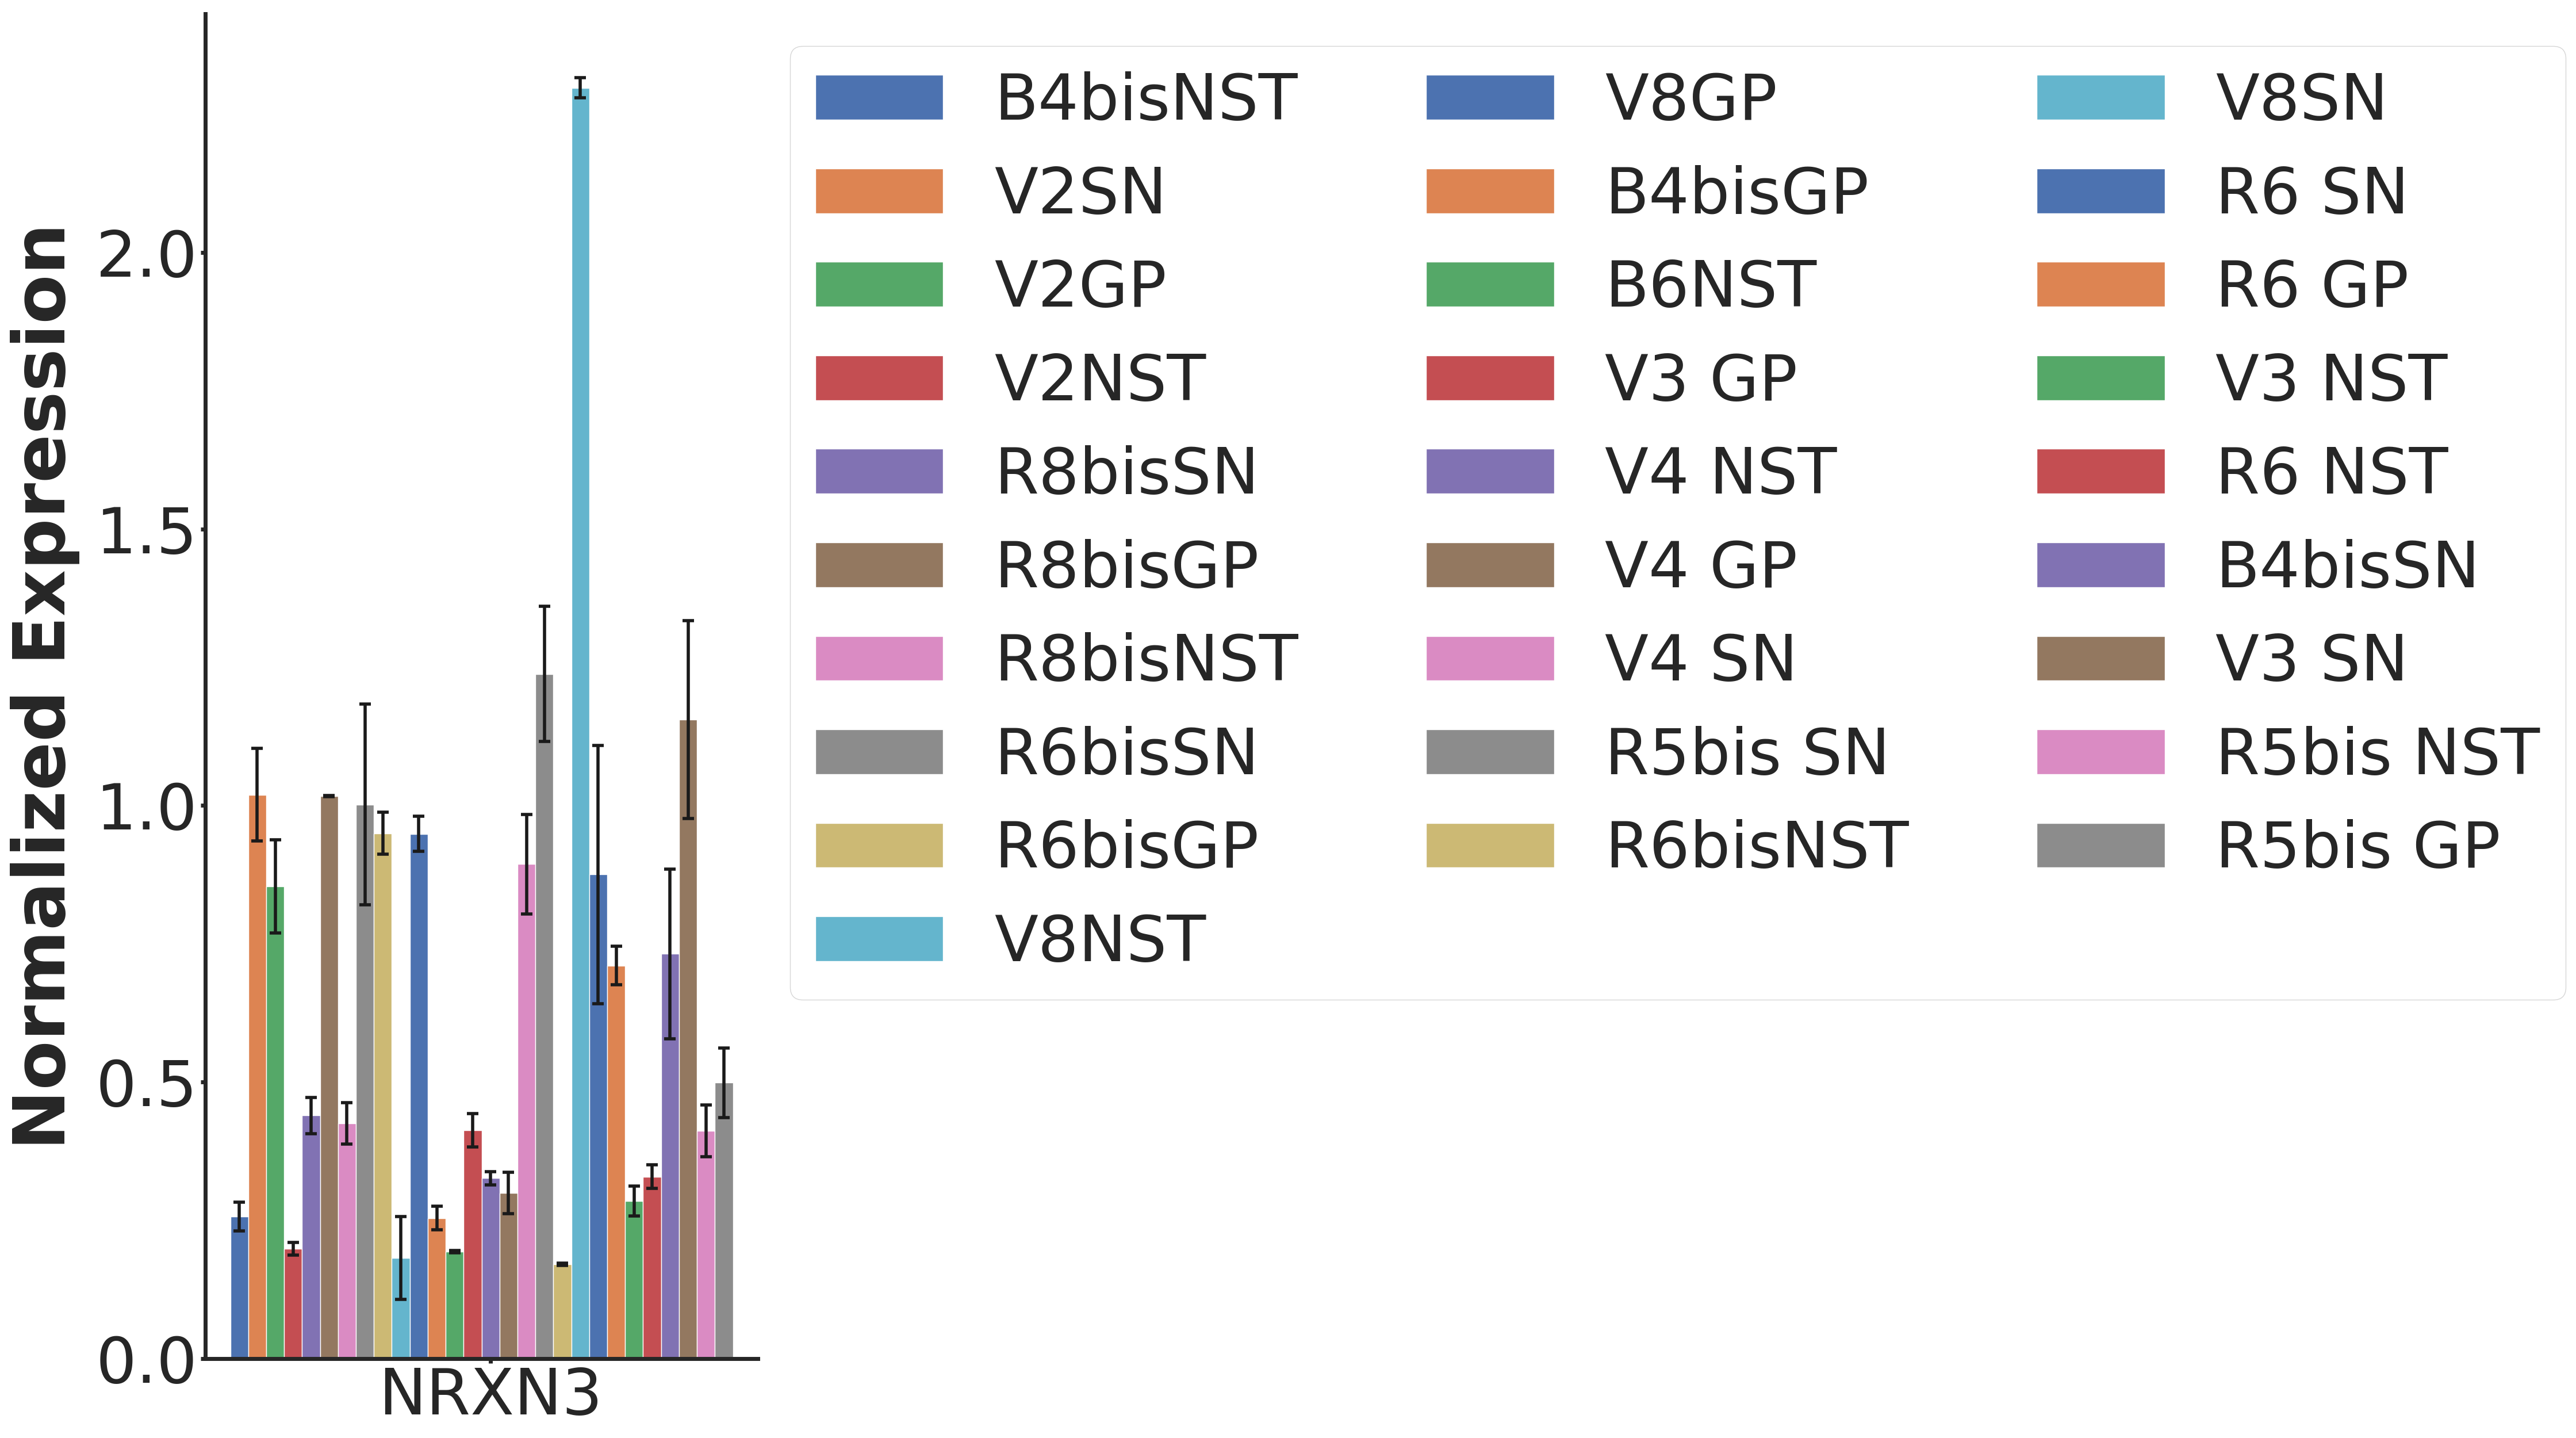 Normalized Expression
2.0
1.5
1.0
0.5
0.0
NRXN3
B4bisNST
V2SN
V2GP
V2NST
R8bisSN
R8bisGP
R8bisNST
R6bisSN
R6bisGP
V8NST
V8GP
B4bisGP
B6NST
V3 GP
V4 NST
V4 GP
V4 SN
R5bis SN
R6bisNST
V8SN
R6 SN
R6 GP
V3 NST
R6 NST
B4bisSN
V3 SN
R5bis NST
R5bis GP